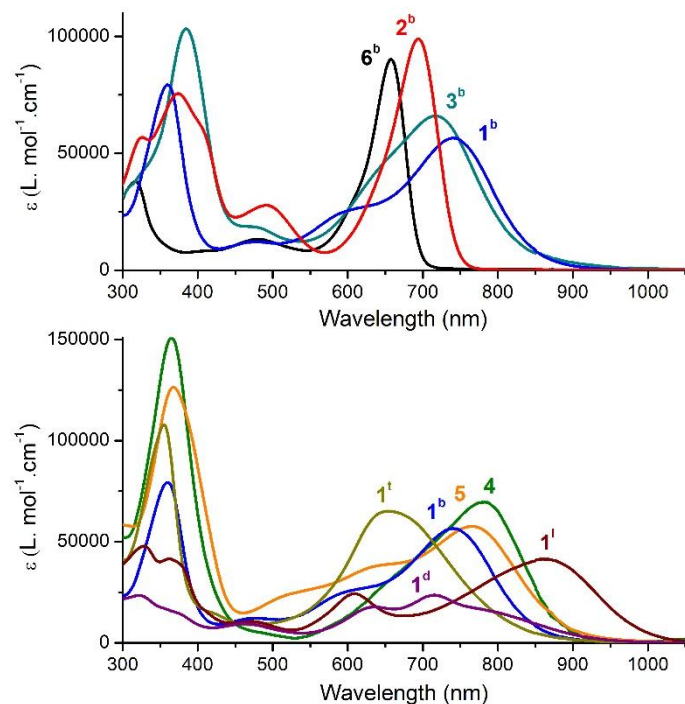 100000
50000
0
ε (L. mol⁻¹.cm⁻¹)
6ᵇ
2ᵇ
3ᵇ
1ᵇ
300 400 500 600 700 800 900 1000
Wavelength (nm)
150000
100000
50000
0
ε (L. mol⁻¹.cm⁻¹)
1ᵗ
1ᵇ
5
4
1ᵈ
1ˡ
300 400 500 600 700 800 900 1000
Wavelength (nm)